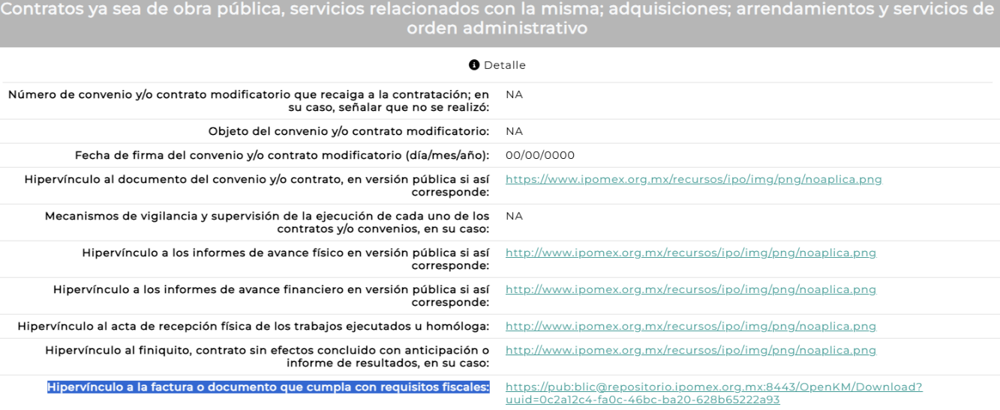 Contratos ya sea de obra pública, servicios relacionados con la misma; adquisiciones; arrendamientos y servicios de
orden administrativo
Detalle
Número de convenio y/o contrato modificatorio que recaiga a la contratación; en NA
su caso, señalar que no se realizó:
Objeto del convenio y/o contrato modificatorio: NA
Fecha de firma del convenio y/o contrato modificatorio (día/mes/año): 00/00/0000
Hipervínculo al documento del convenio y/o contrato, en versión pública si así https://www.ipomex.org.mx/recursos/ipo/img/png/noaplica.png
corresponde:
Mecanismos de vigilancia y supervisión de la ejecución de cada uno de los NA
contratos y/o convenios, en su caso:
Hipervínculo a los informes de avance físico en versión pública si así http://www.ipomex.org.mx/recursos/ipo/img/png/noaplica.png
corresponde:
Hipervínculo a los informes de avance financiero en versión pública si así http://www.ipomex.org.mx/recursos/ipo/img/png/noaplica.png
corresponde:
Hipervínculo al acta de recepción física de los trabajos ejecutados u homóloga: http://www.ipomex.org.mx/recursos/ipo/img/png/noaplica.png
Hipervínculo al finiquito, contrato sin efectos concluido con anticipación o http://www.ipomex.org.mx/recursos/ipo/img/png/noaplica.png
informe de resultados, en su caso:
Hipervínculo a la factura o documento que cumpla con requisitos fiscales: https://pub:blic@repositorio.ipomex.org.mx:8443/OpenKM/Download?
uuid=0c2a12c4-fa0c-46bc-ba20-628b65222a93